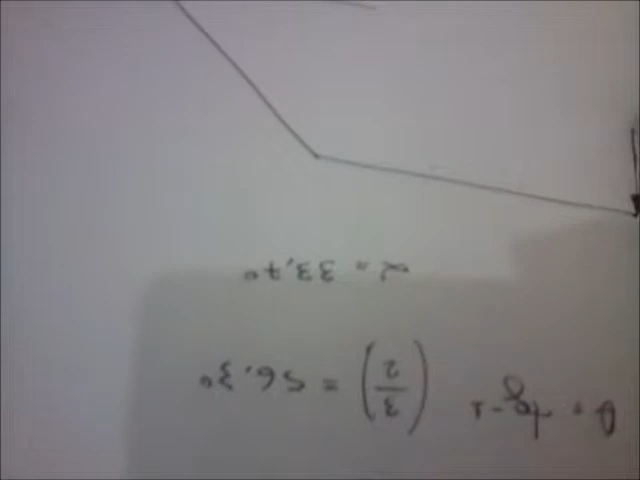 θ = tg⁻¹ (3/2) = 56,3°
α = 33,7°